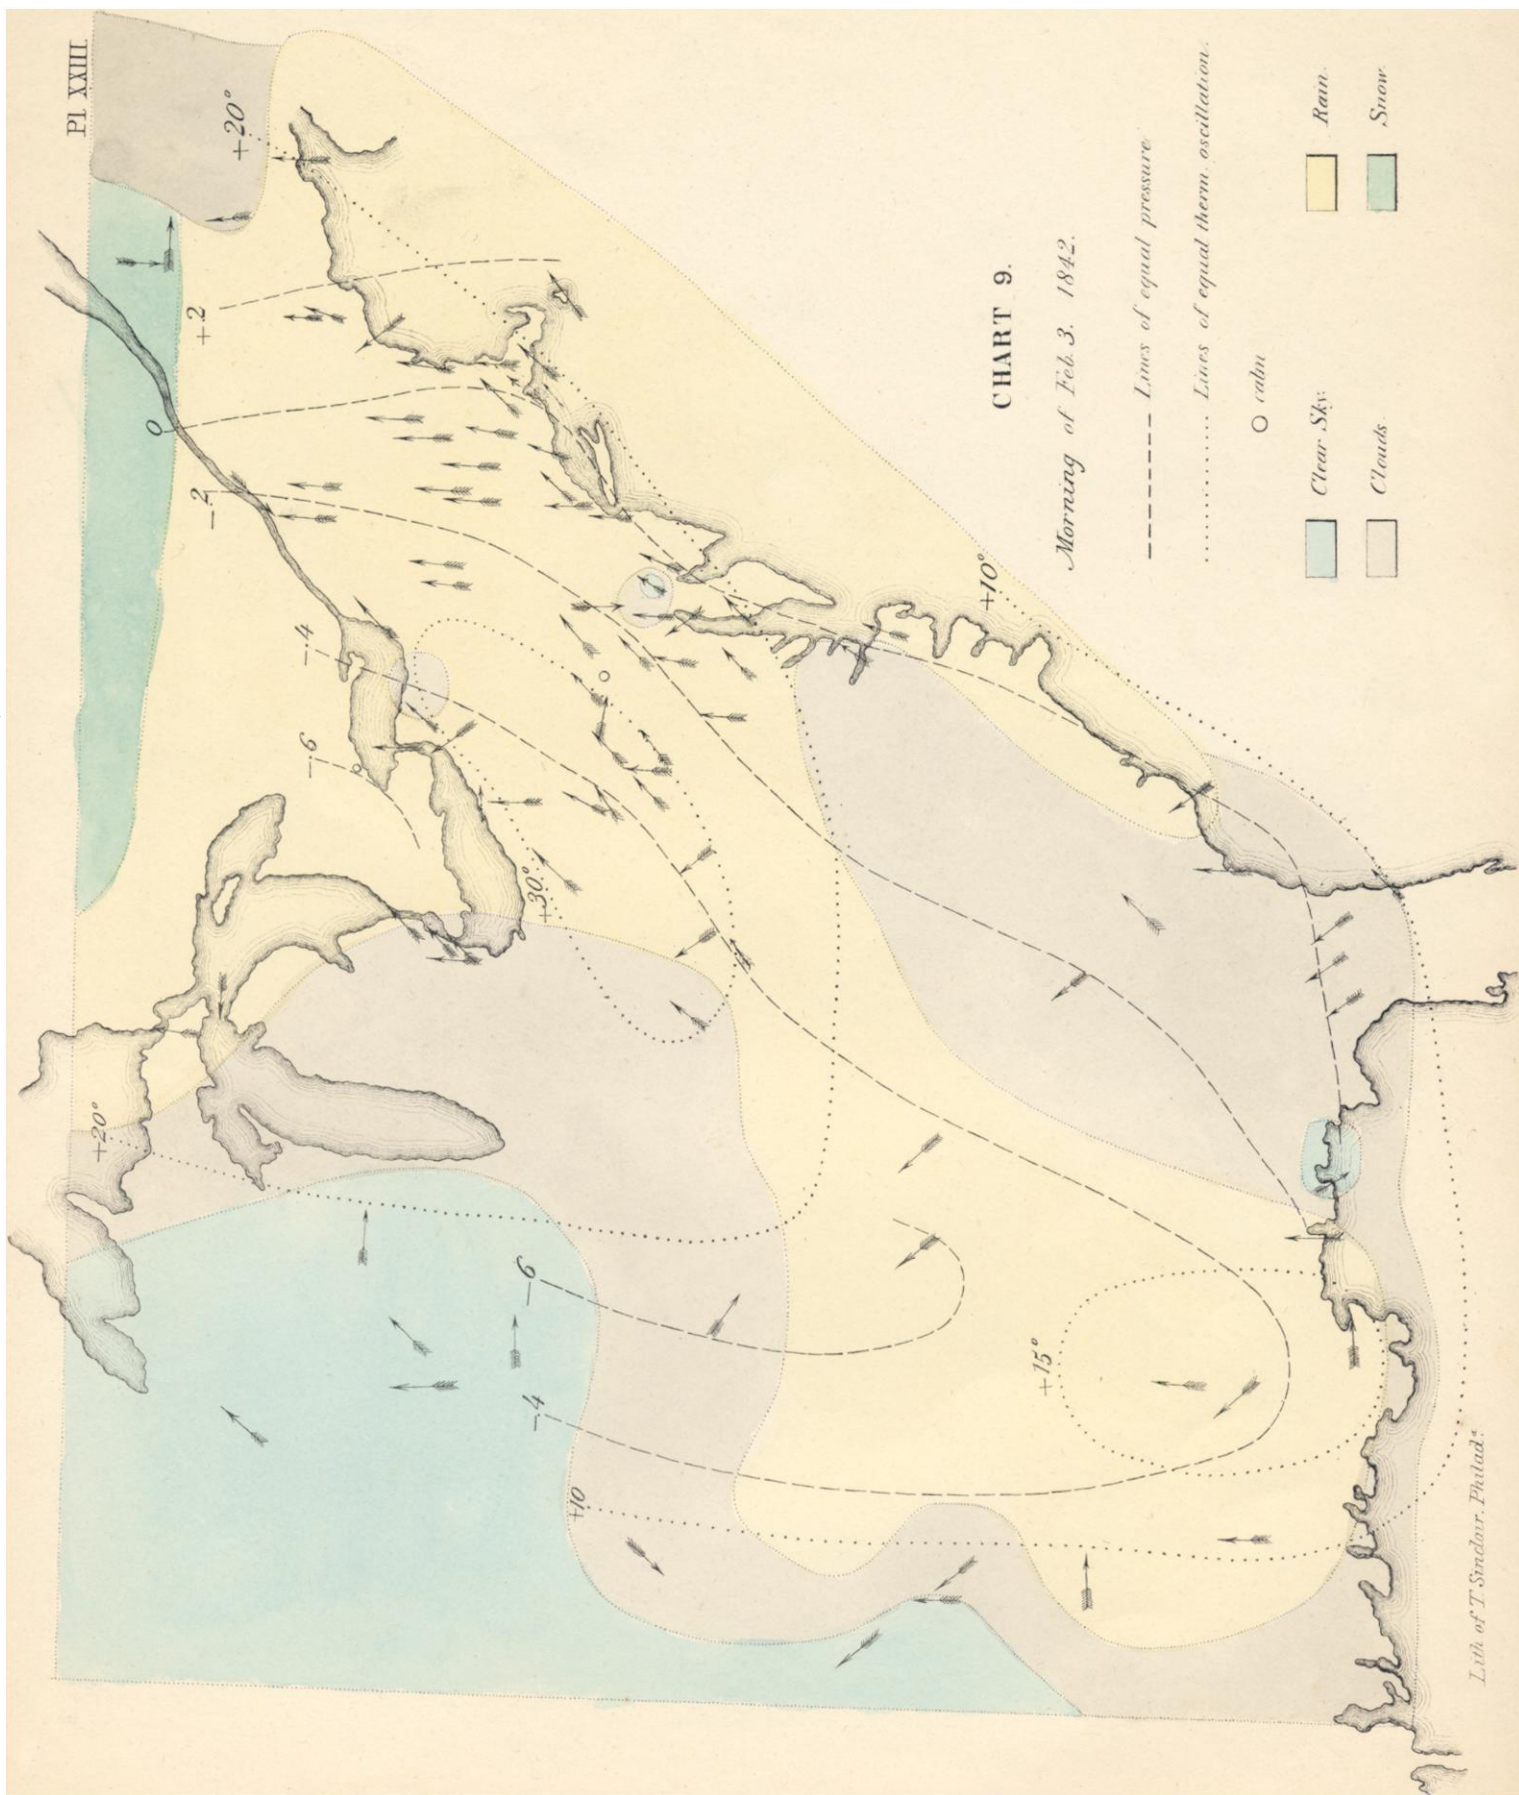 Pl. XXIII.
CHART 9.
Morning of Feb. 3. 1842.
Lines of equal pressure
Lines of equal therm. oscillation.
O calm
Clear Sky.
Rain.
Clouds.
Snow.
+20°
+.2
0
-.2
-.4
-.6
+30°
+20°
+10°
-.6
-.4
+10
+15°
Lith of T. Sinclair. Philadª.